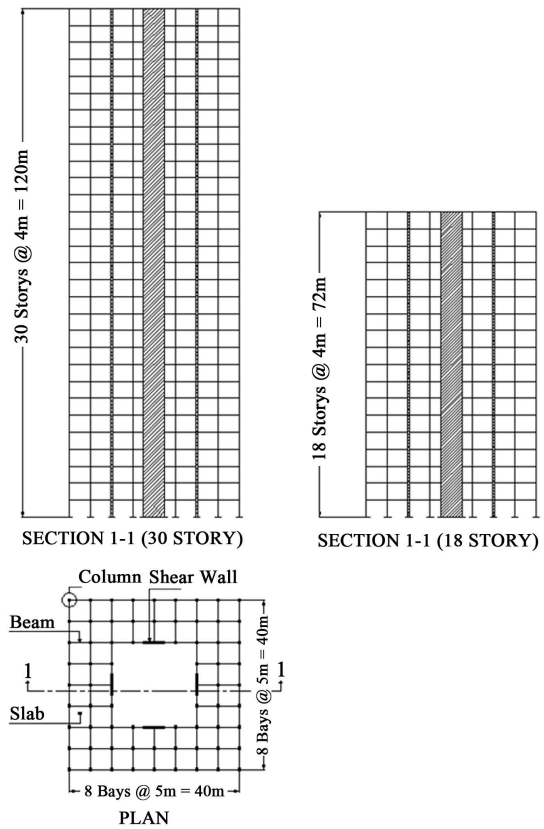 30 Storys @ 4m = 120m
18 Storys @ 4m = 72m
SECTION 1-1 (30 STORY)
SECTION 1-1 (18 STORY)
Column
Shear Wall
Beam
1
1
Slab
8 Bays @ 5m = 40m
8 Bays @ 5m = 40m
PLAN